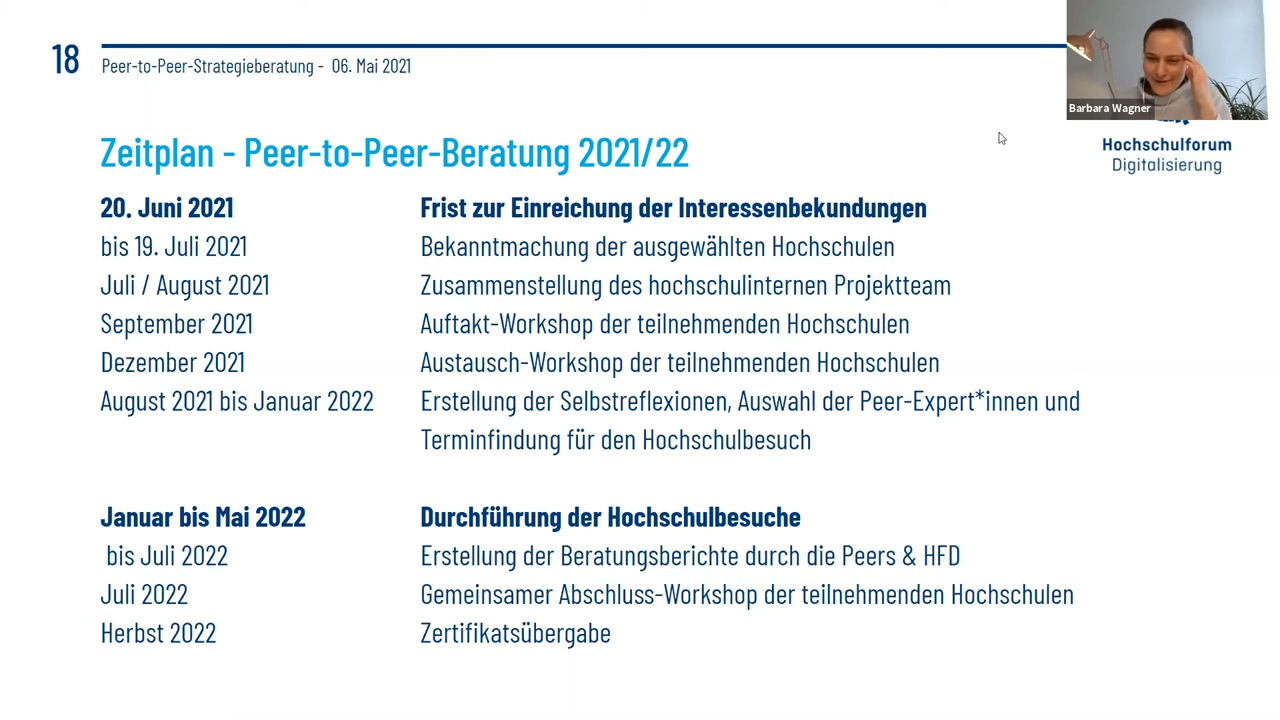 18
Peer-to-Peer-Strategieberatung - 06. Mai 2021
Barbara Wagner
Hochschulforum
Digitalisierung
Zeitplan - Peer-to-Peer-Beratung 2021/22
20. Juni 2021 Frist zur Einreichung der Interessenbekundungen
bis 19. Juli 2021 Bekanntmachung der ausgewählten Hochschulen
Juli / August 2021 Zusammenstellung des hochschulinternen Projektteam
September 2021 Auftakt-Workshop der teilnehmenden Hochschulen
Dezember 2021 Austausch-Workshop der teilnehmenden Hochschulen
August 2021 bis Januar 2022 Erstellung der Selbstreflexionen, Auswahl der Peer-Expert*innen und
Terminfindung für den Hochschulbesuch
Januar bis Mai 2022 Durchführung der Hochschulbesuche
bis Juli 2022 Erstellung der Beratungsberichte durch die Peers & HFD
Juli 2022 Gemeinsamer Abschluss-Workshop der teilnehmenden Hochschulen
Herbst 2022 Zertifikatsübergabe